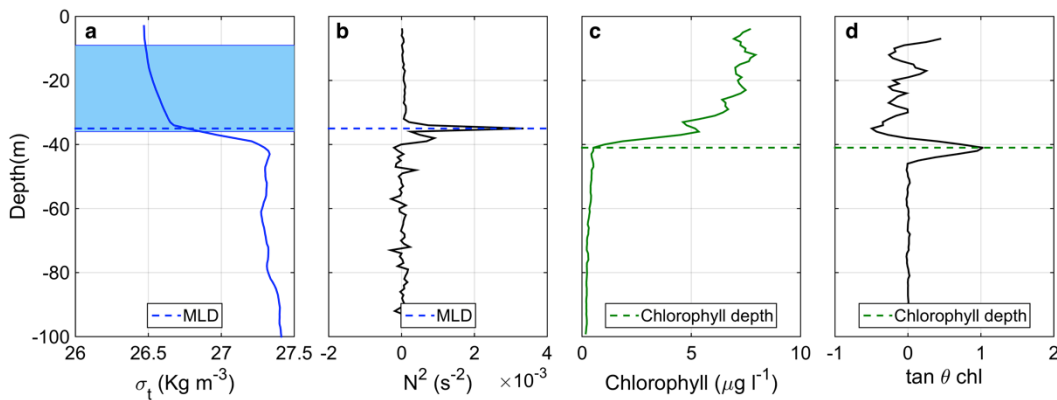 a
b
c
d
0
-20
-40
-60
-80
-100
Depth(m)
MLD
MLD
Chlorophyll depth
Chlorophyll depth
26 26.5 27 27.5
-2 0 2 4
0 5 10
-1 0 1 2
σt (Kg m-3)
N2 (s-2) ×10-3
Chlorophyll (μg l-1)
tan θ chl